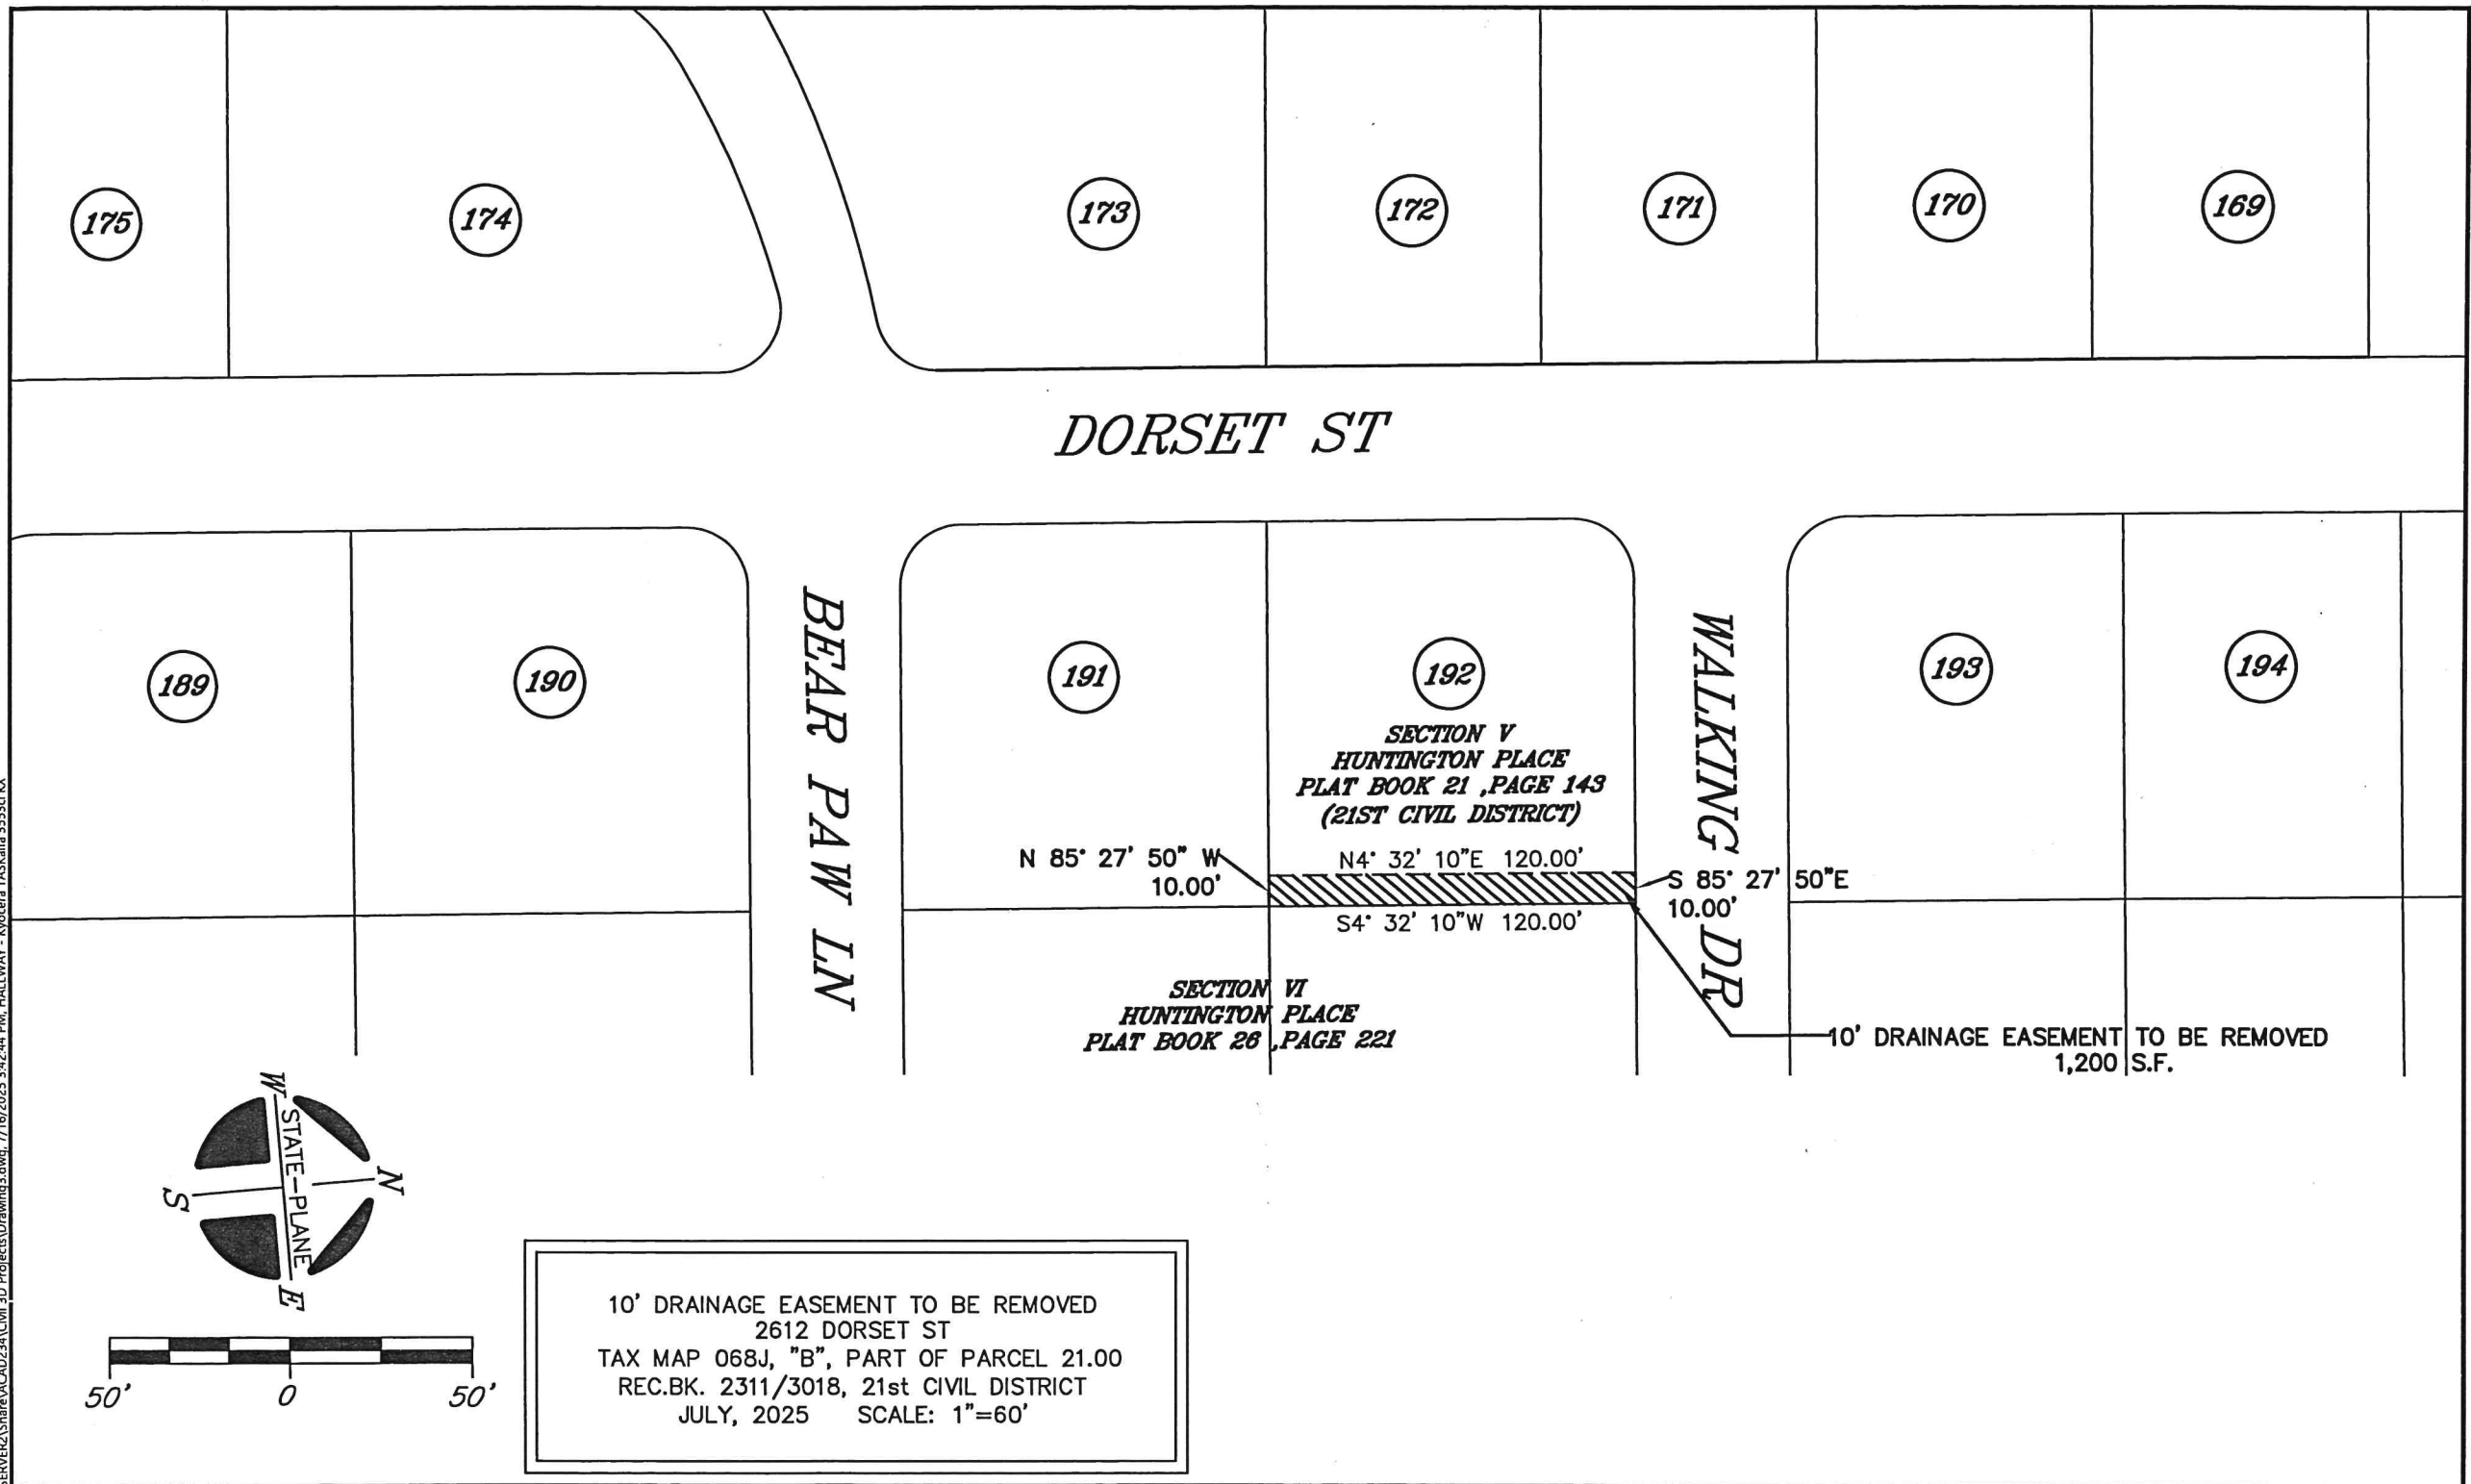 175
174
173
172
171
170
169
DORSET ST
189
190
BEAR PAW LN
191
192
WALKING DR
193
194
SECTION V
HUNTINGTON PLACE
PLAT BOOK 21 ,PAGE 143
(21ST CIVIL DISTRICT)
N 85° 27' 50" W
10.00'
N4° 32' 10"E 120.00'
S 85° 27' 50"E
10.00'
S4° 32' 10"W 120.00'
SECTION VI
HUNTINGTON PLACE
PLAT BOOK 26 ,PAGE 221
10' DRAINAGE EASEMENT TO BE REMOVED
1,200 S.F.
W
STATE-PLANE
N
S
E
50'
0
50'
10' DRAINAGE EASEMENT TO BE REMOVED
2612 DORSET ST
TAX MAP 068J, "B", PART OF PARCEL 21.00
REC.BK. 2311/3018, 21st CIVIL DISTRICT
JULY, 2025 SCALE: 1"=60'